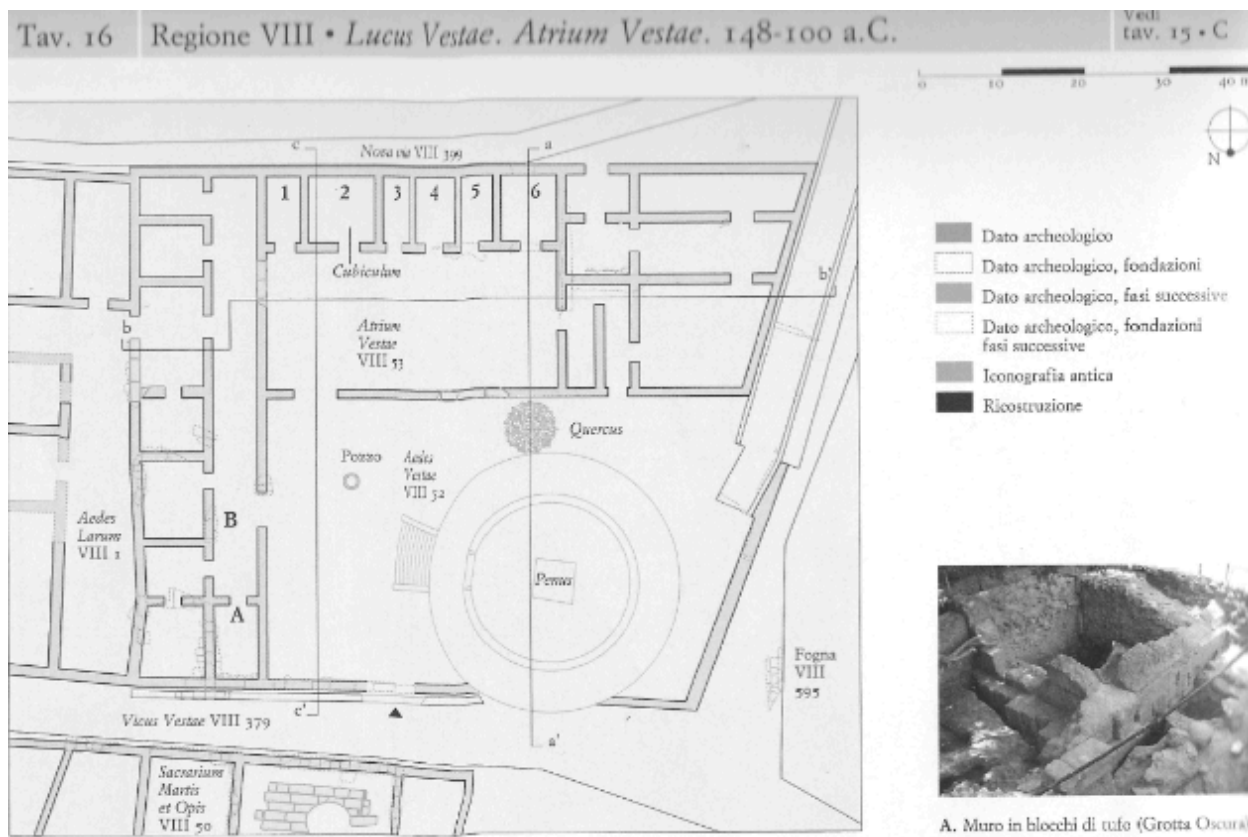 Tav. 16
Regione VIII • Lucus Vestae. Atrium Vestae. 148-100 a.C.
Vedi
tav. 15 • C
0 10 20 30 40 m
N
c
a
Nova via VIII 399
1 2 3 4 5 6
Cubiculum
b'
b
Atrium
Vestae
VIII 53
Quercus
Pozzo
Aedes
Vestae
VIII 52
B
Aedes
Larum
VIII 1
Penus
A
Fogna
VIII
595
c'
Vicus Vestae VIII 379
a'
Sacrarium
Martis
et Opis
VIII 50
Dato archeologico
Dato archeologico, fondazioni
Dato archeologico, fasi successive
Dato archeologico, fondazioni
fasi successive
Iconografia antica
Ricostruzione
A. Muro in blocchi di tufo (Grotta Oscura)